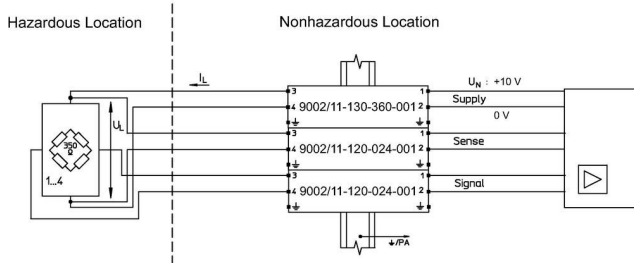 Hazardous Location
Nonhazardous Location
I_L
U_N : +10 V
3
1
4 9002/11-130-360-001 2
Supply
0 V
U_L
350 Ω
1...4
3
1
4 9002/11-120-024-001 2
Sense
3
1
4 9002/11-120-024-001 2
Signal
⏚/PA